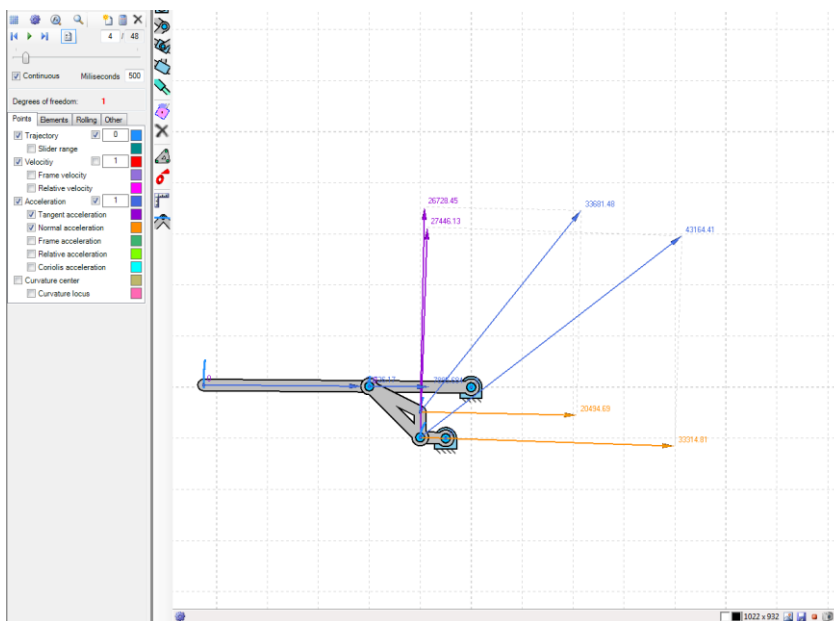 4 / 48
Continuous Miliseconds 500
Degrees of freedom: 1
Points Elements Rolling Other
Trajectory 0
Slider range
Velocitiy 1
Frame velocity
Relative velocity
Acceleration 1
Tangent acceleration
Normal acceleration
Frame acceleration
Relative acceleration
Coriolis acceleration
Curvature center
Curvature locus
26728.45
33681.48
27446.13
43164.41
0
20494.69
33314.81
1022 x 932